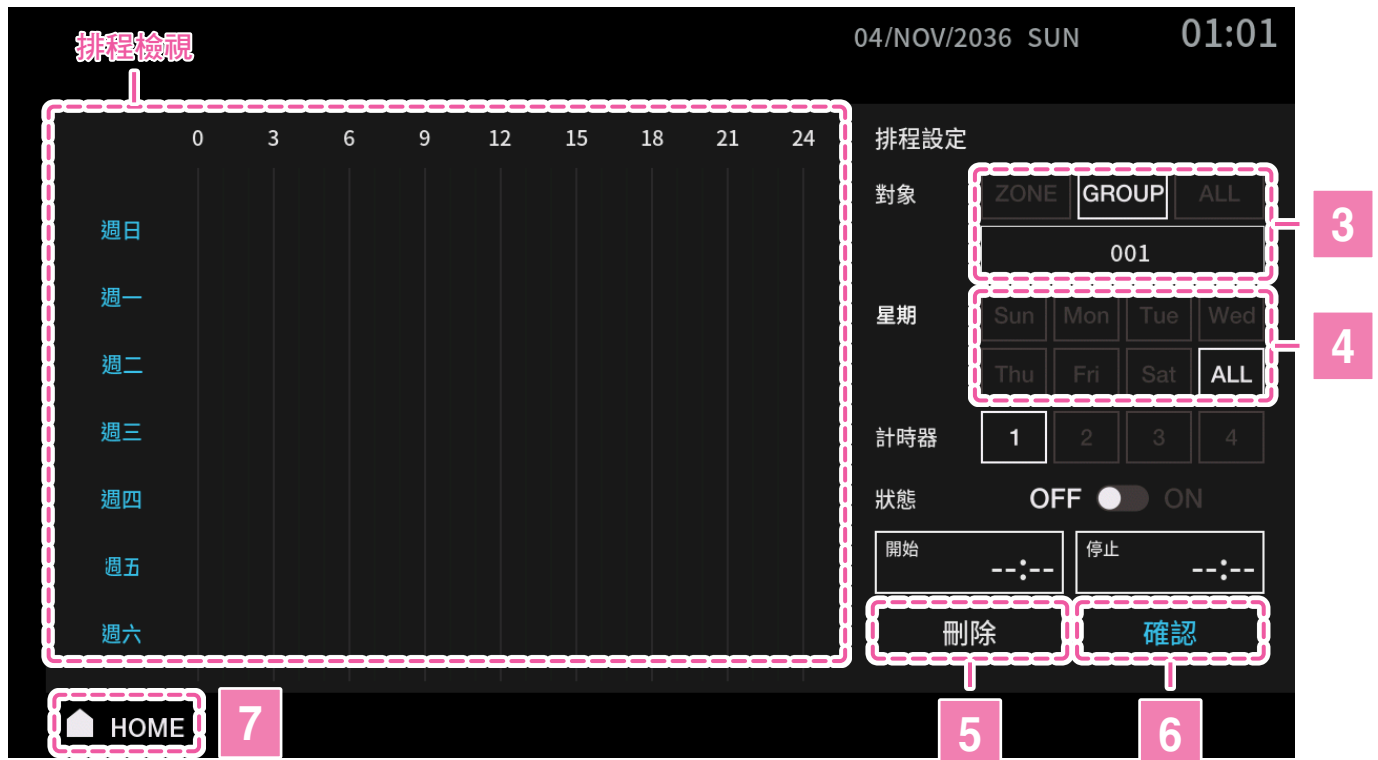 排程檢視
04/NOV/2036 SUN 01:01
0 3 6 9 12 15 18 21 24
週日
週一
週二
週三
週四
週五
週六
排程設定
對象 ZONE GROUP ALL
001
3
星期 Sun Mon Tue Wed
Thu Fri Sat ALL
4
計時器 1 2 3 4
狀態 OFF ON
開始 --:-- 停止 --:--
刪除 確認
5 6
HOME 7